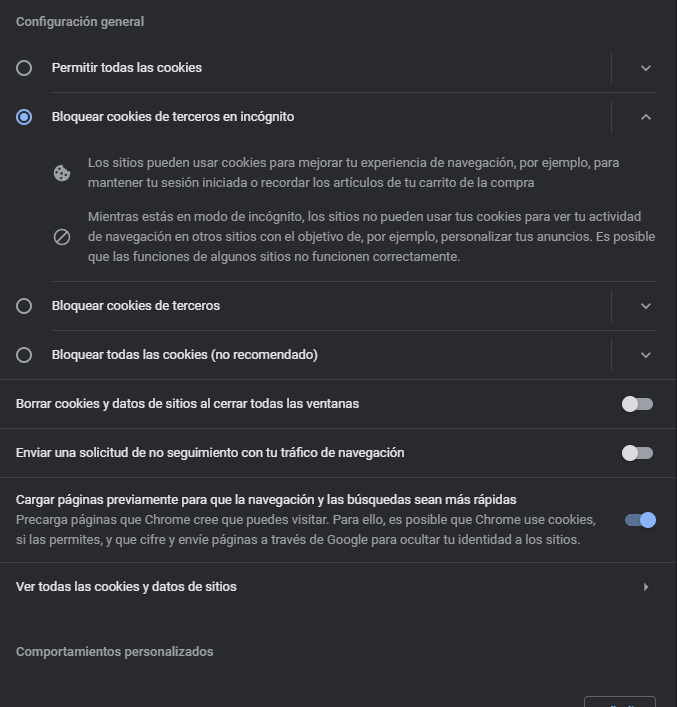 Configuración general
Permitir todas las cookies
Bloquear cookies de terceros en incógnito
Los sitios pueden usar cookies para mejorar tu experiencia de navegación, por ejemplo, para
mantener tu sesión iniciada o recordar los artículos de tu carrito de la compra
Mientras estás en modo de incógnito, los sitios no pueden usar tus cookies para ver tu actividad
de navegación en otros sitios con el objetivo de, por ejemplo, personalizar tus anuncios. Es posible
que las funciones de algunos sitios no funcionen correctamente.
Bloquear cookies de terceros
Bloquear todas las cookies (no recomendado)
Borrar cookies y datos de sitios al cerrar todas las ventanas
Enviar una solicitud de no seguimiento con tu tráfico de navegación
Cargar páginas previamente para que la navegación y las búsquedas sean más rápidas
Precarga páginas que Chrome cree que puedes visitar. Para ello, es posible que Chrome use cookies,
si las permites, y que cifre y envíe páginas a través de Google para ocultar tu identidad a los sitios.
Ver todas las cookies y datos de sitios
Comportamientos personalizados